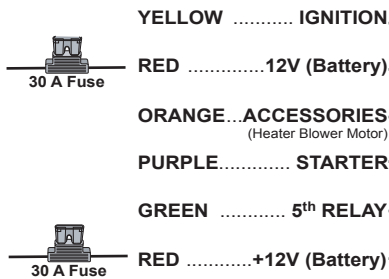 YELLOW ........... IGNITION
RED ..............12V (Battery)
30 A Fuse
ORANGE...ACCESSORIES
(Heater Blower Motor)
PURPLE............. STARTER
GREEN ............ 5th RELAY
RED ............+12V (Battery)
30 A Fuse